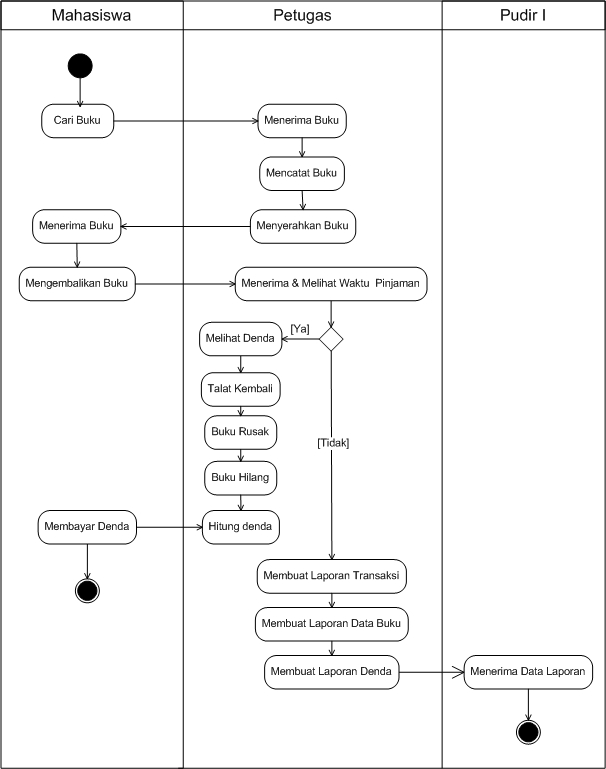 Mahasiswa
Petugas
Pudir I
Cari Buku
Menerima Buku
Mencatat Buku
Menerima Buku
Menyerahkan Buku
Mengembalikan Buku
Menerima & Melihat Waktu Pinjaman
[Ya]
Melihat Denda
Talat Kembali
Buku Rusak
[Tidak]
Buku Hilang
Membayar Denda
Hitung denda
Membuat Laporan Transaksi
Membuat Laporan Data Buku
Membuat Laporan Denda
Menerima Data Laporan